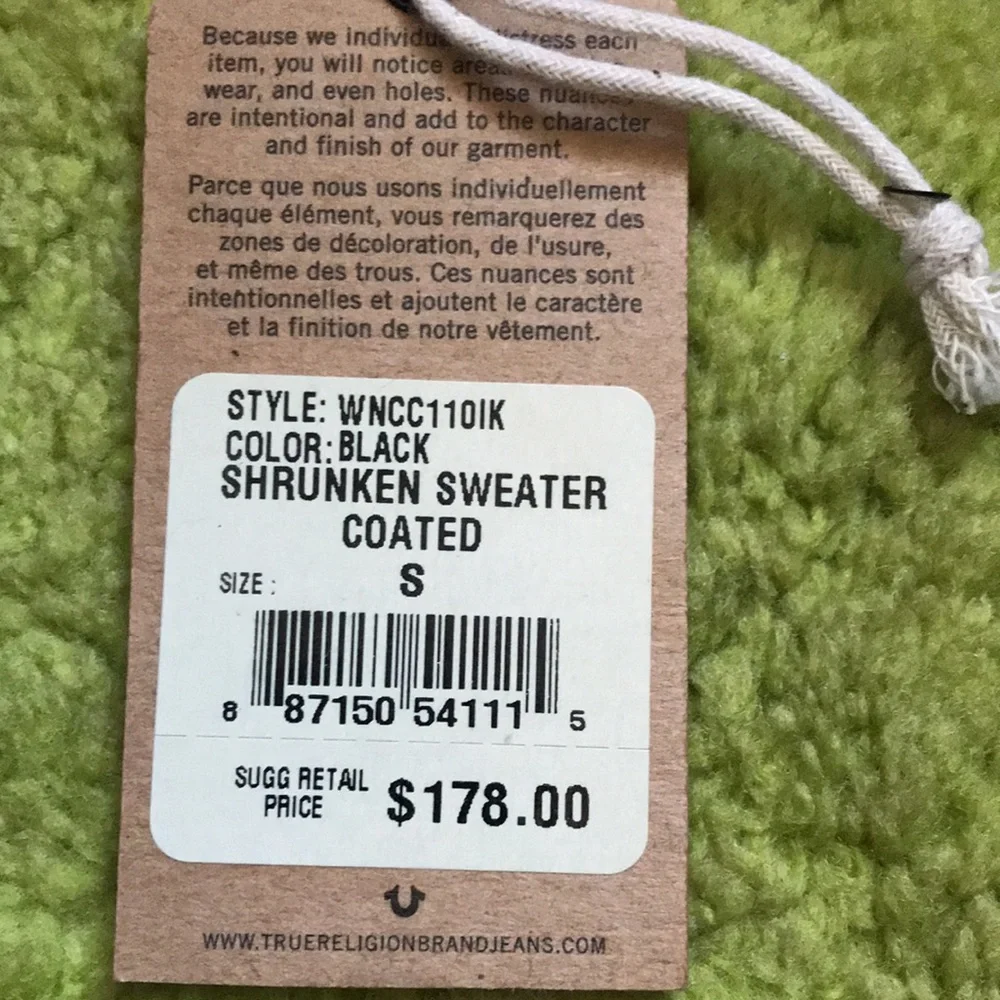 Because we individu stress each
item, you will notice area
wear, and even holes. These nuances
are intentional and add to the character
and finish of our garment.
Parce que nous usons individuellement
chaque élément, vous remarquerez des
zones de décoloration, de l'usure,
et même des trous. Ces nuances sont
intentionnelles et ajoutent le caractère
et la finition de notre vêtement.
STYLE: WNCC110IK
COLOR: BLACK
SHRUNKEN SWEATER
COATED
SIZE : S
8 87150 54111 5
SUGG RETAIL
PRICE $178.00
WWW.TRUERELIGIONBRANDJEANS.COM